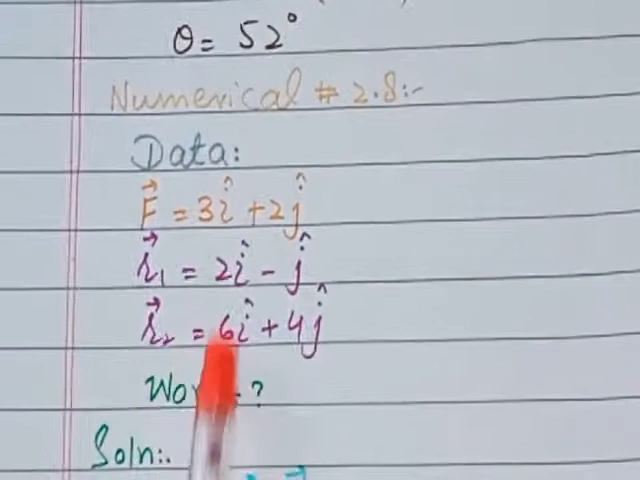 θ = 52°
Numerical # 2.8:-
Data:
F⃗ = 3î + 2ĵ
r⃗₁ = 2î - ĵ
r⃗₂ = 6î + 4ĵ
?
Soln:.